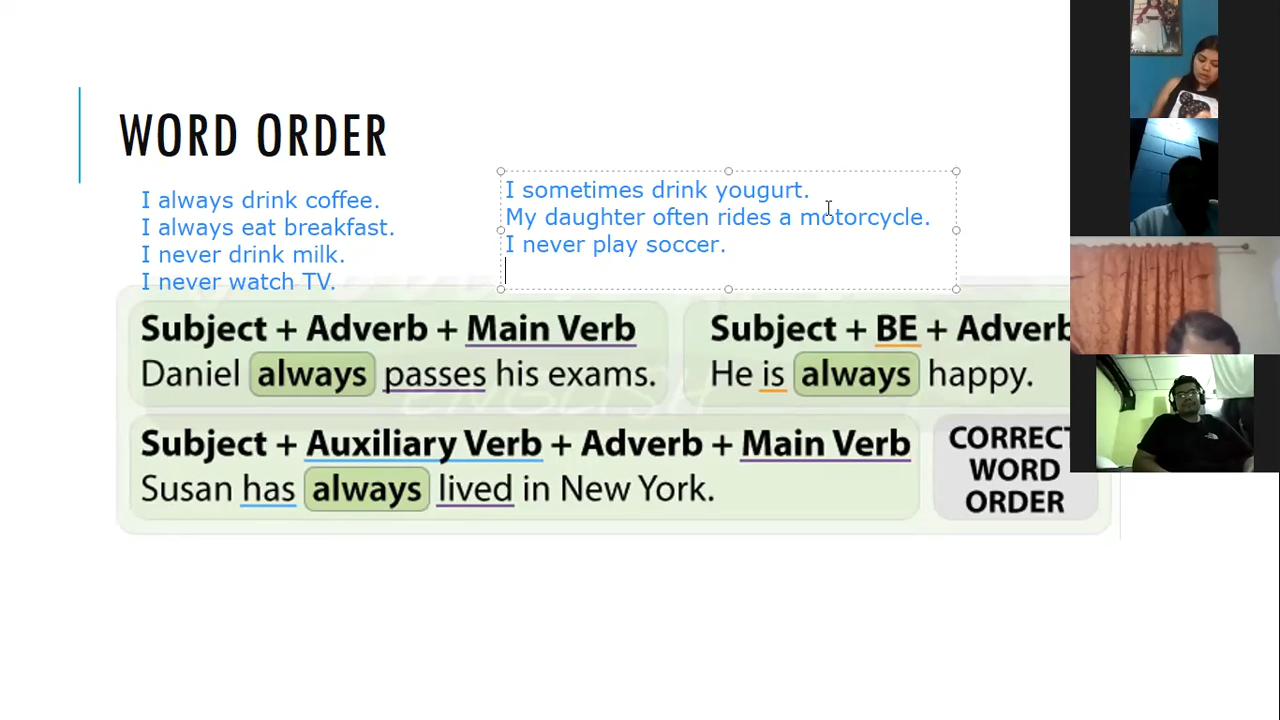 WORD ORDER
I always drink coffee.
I always eat breakfast.
I never drink milk.
I never watch TV.
I sometimes drink yougurt.
My daughter often rides a motorcycle.
I never play soccer.
Subject + Adverb + Main Verb
Daniel always passes his exams.
Subject + BE + Adverb
He is always happy.
Subject + Auxiliary Verb + Adverb + Main Verb
Susan has always lived in New York.
CORRECT
WORD
ORDER
ENGLISH